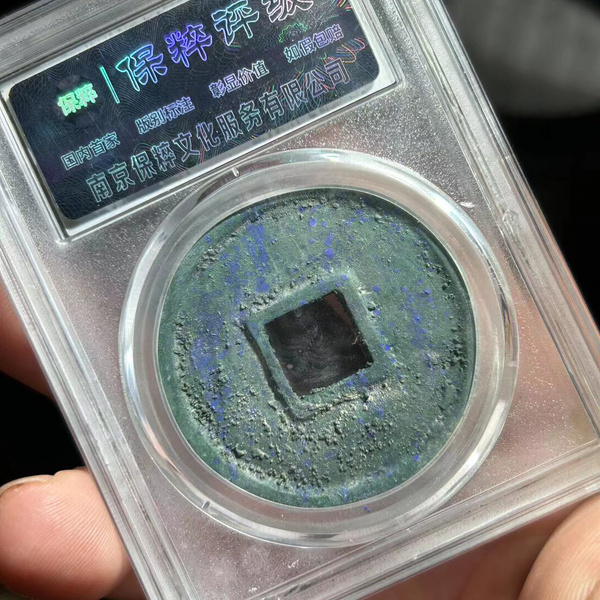 保粹 | 保粹评级
国内首家 版别标注 彰显价值 如假包赔
南京保粹文化服务有限公司